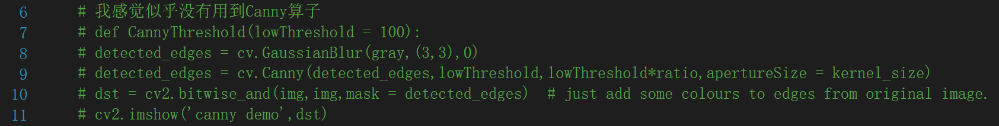 6 # 我感觉似乎没有用到Canny算子
7 # def CannyThreshold(lowThreshold = 100):
8 # detected_edges = cv.GaussianBlur(gray,(3,3),0)
9 # detected_edges = cv.Canny(detected_edges,lowThreshold,lowThreshold*ratio,apertureSize = kernel_size)
10 # dst = cv2.bitwise_and(img,img,mask = detected_edges)  # just add some colours to edges from original image.
11 # cv2.imshow('canny demo',dst)